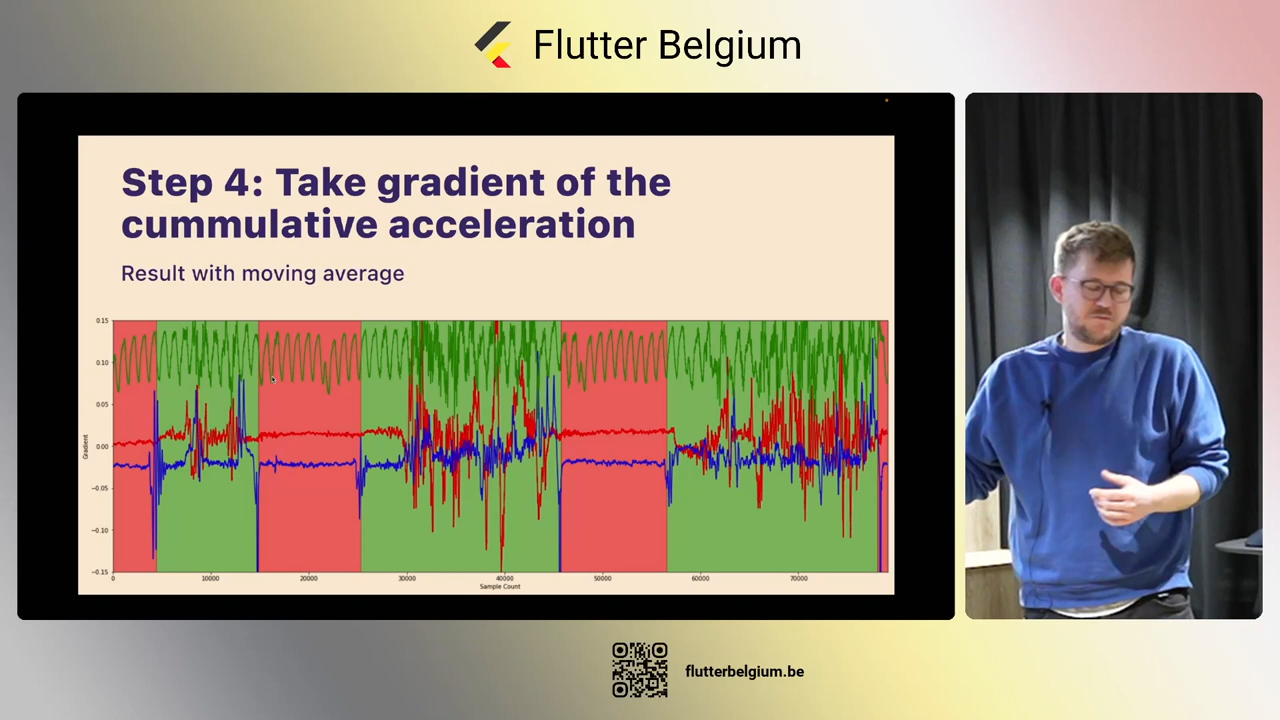 Flutter Belgium
Step 4: Take gradient of the
cummulative acceleration
Result with moving average
0.15
0.10
0.05
0.00
−0.05
−0.10
−0.15
Gradient
0
10000
20000
30000
40000
50000
60000
70000
Sample Count
flutterbelgium.be